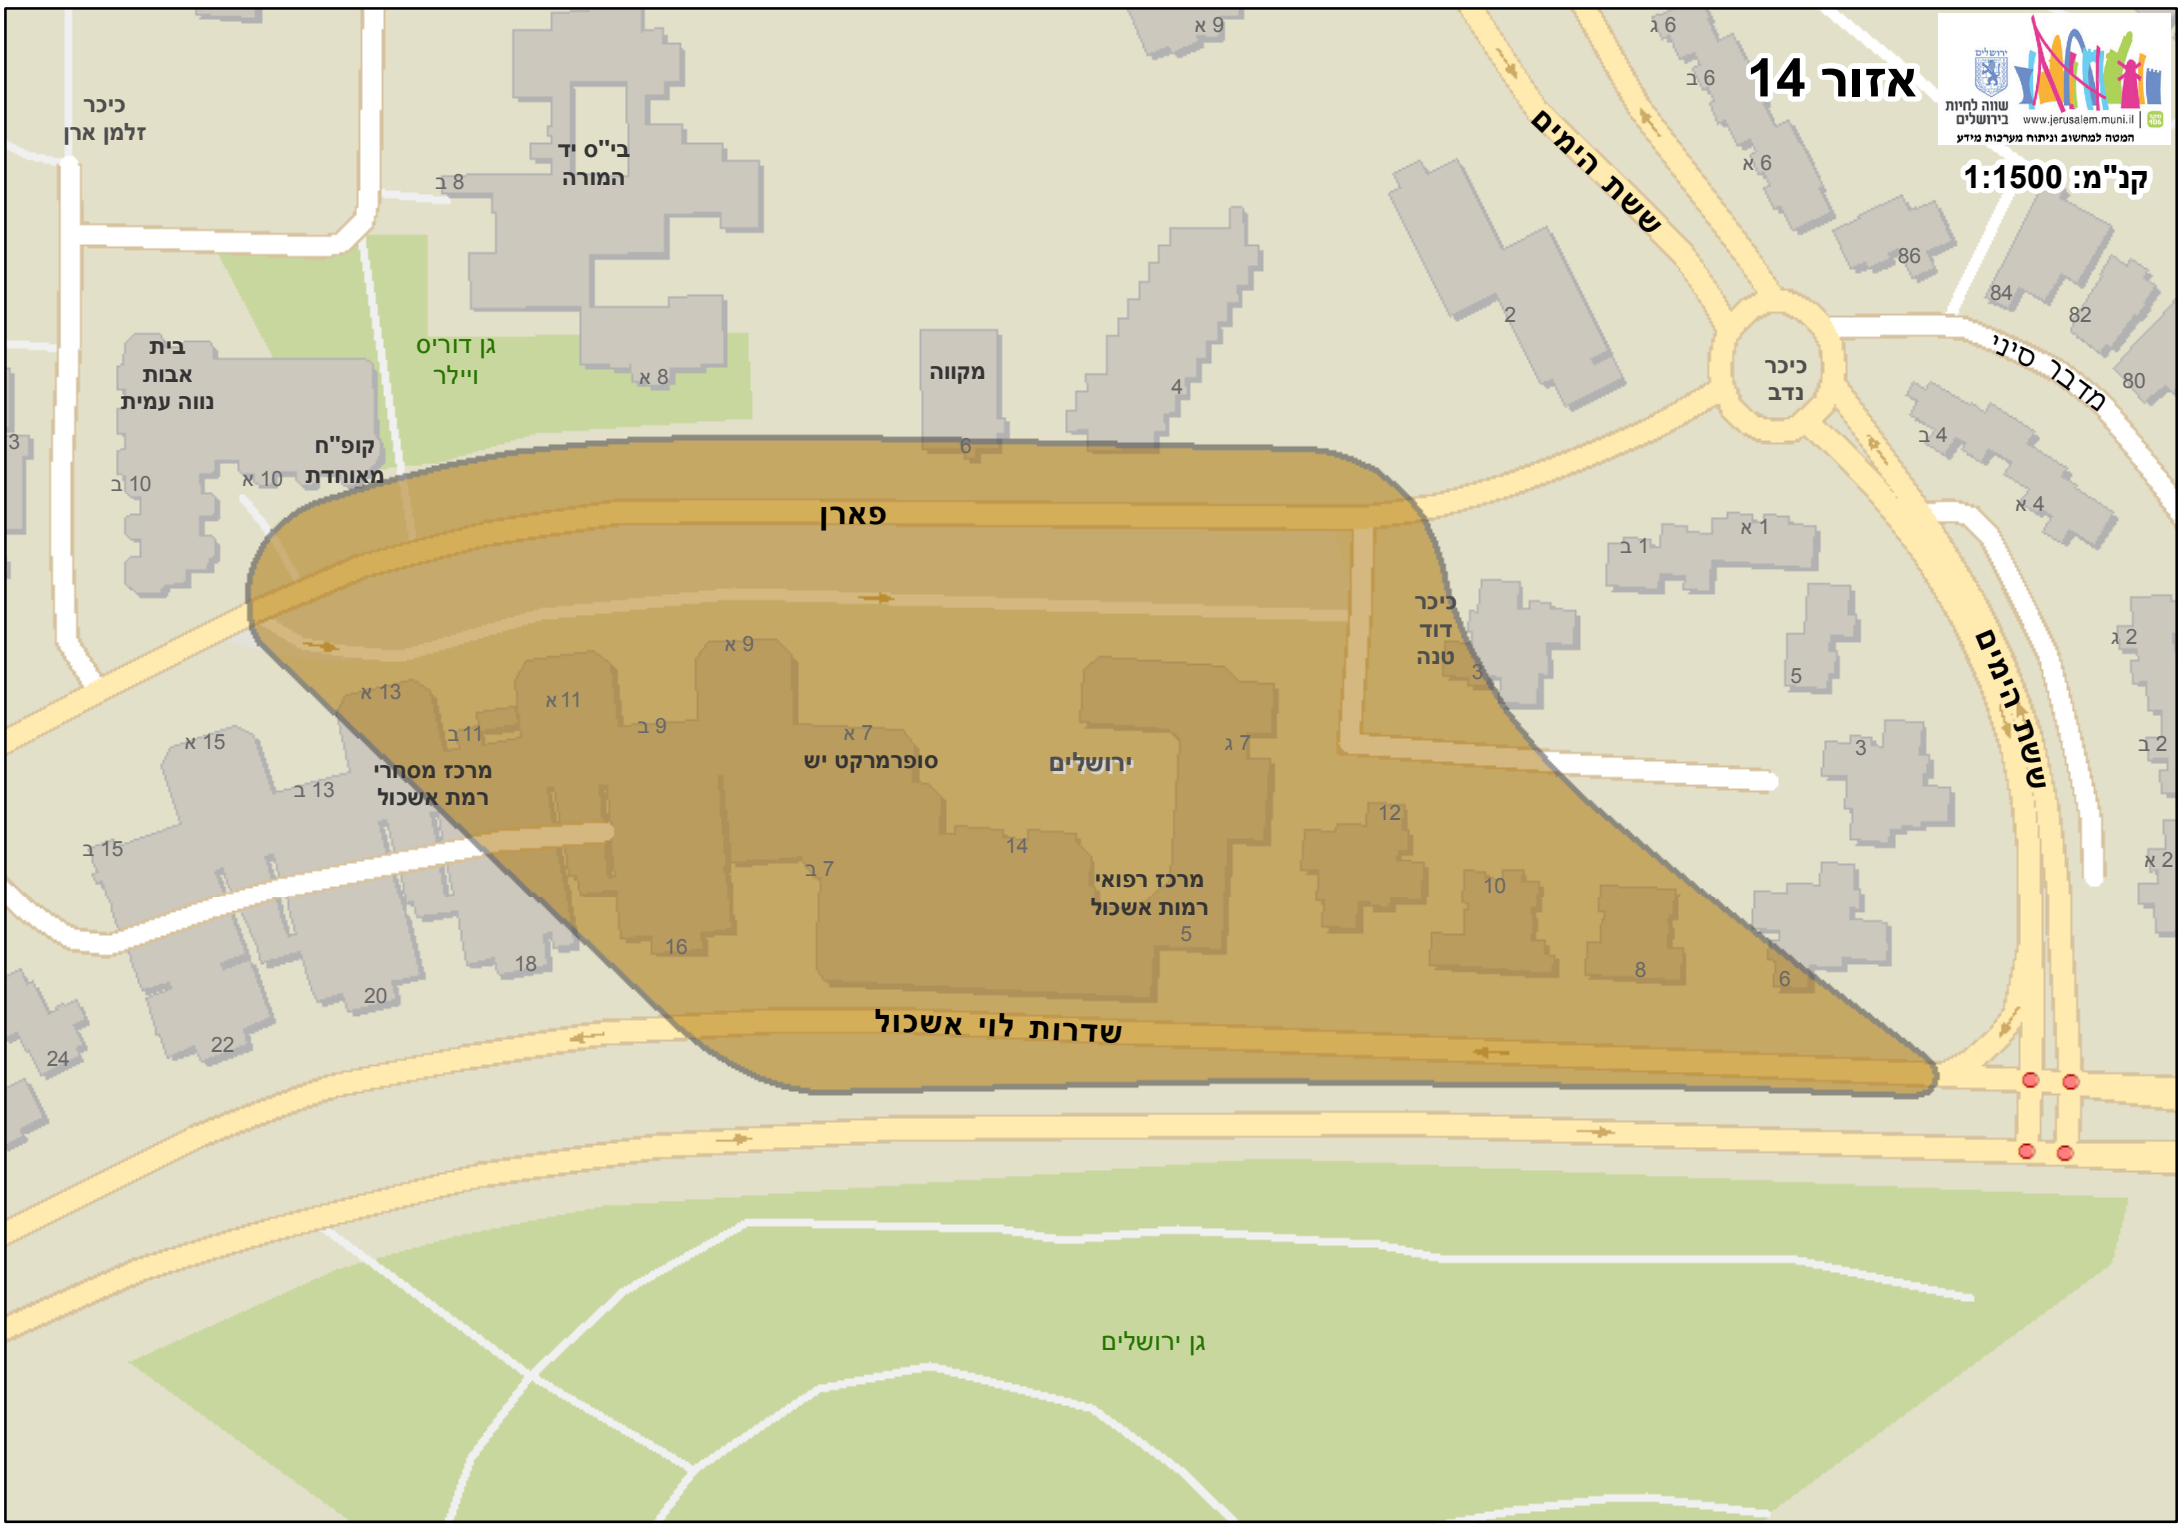 אזור 14
ירושלים
שווה לחיות
בירושלים
www.jerusalem.muni.il
המטה למחשוב וניתוח מערכות מידע
קנ"מ: 1:1500
9 א
6 ג
6 ב
6 א
כיכר
זלמן ארן
בי"ס יד
המורה
8 ב
ששת הימים
86
84
82
80
2
מדבר סיני
כיכר
נדב
בית
אבות
נווה עמית
גן דוריס
ויילר
8 א
מקווה
6
4
4 ב
4 א
3
קופ"ח
מאוחדת
10 א
10 ב
פארן
1 א
1 ב
כיכר
דוד
טנה
3
5
2 ג
ששת הימים
9 א
13 א
11 א
11 ב
9 ב
7 א
סופרמרקט יש
ירושלים
7 ג
15 א
מרכז מסחרי
רמת אשכול
13 ב
15 ב
3
2 ב
12
14
7 ב
2 א
מרכז רפואי
רמות אשכול
5
10
8
6
16
18
20
22
24
שדרות לוי אשכול
גן ירושלים